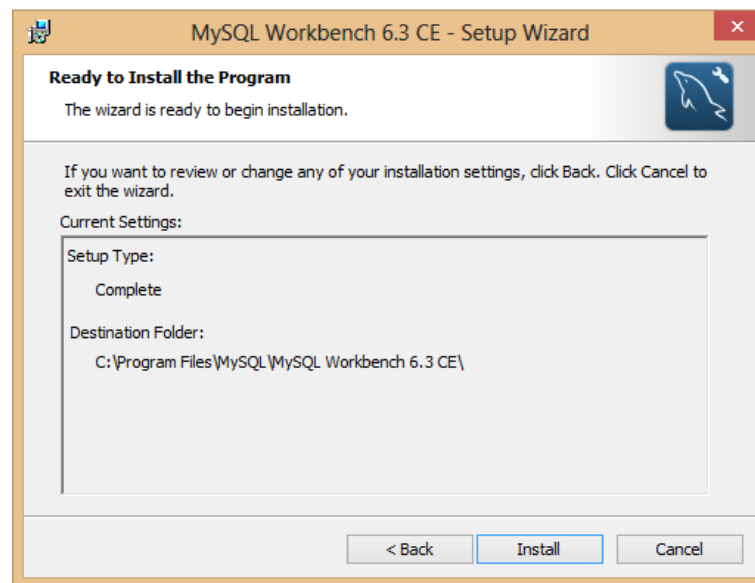 MySQL Workbench 6.3 CE - Setup Wizard
Ready to Install the Program
The wizard is ready to begin installation.
If you want to review or change any of your installation settings, click Back. Click Cancel to
exit the wizard.
Current Settings:
Setup Type:
Complete
Destination Folder:
C:\Program Files\MySQL\MySQL Workbench 6.3 CE\
< Back Install Cancel